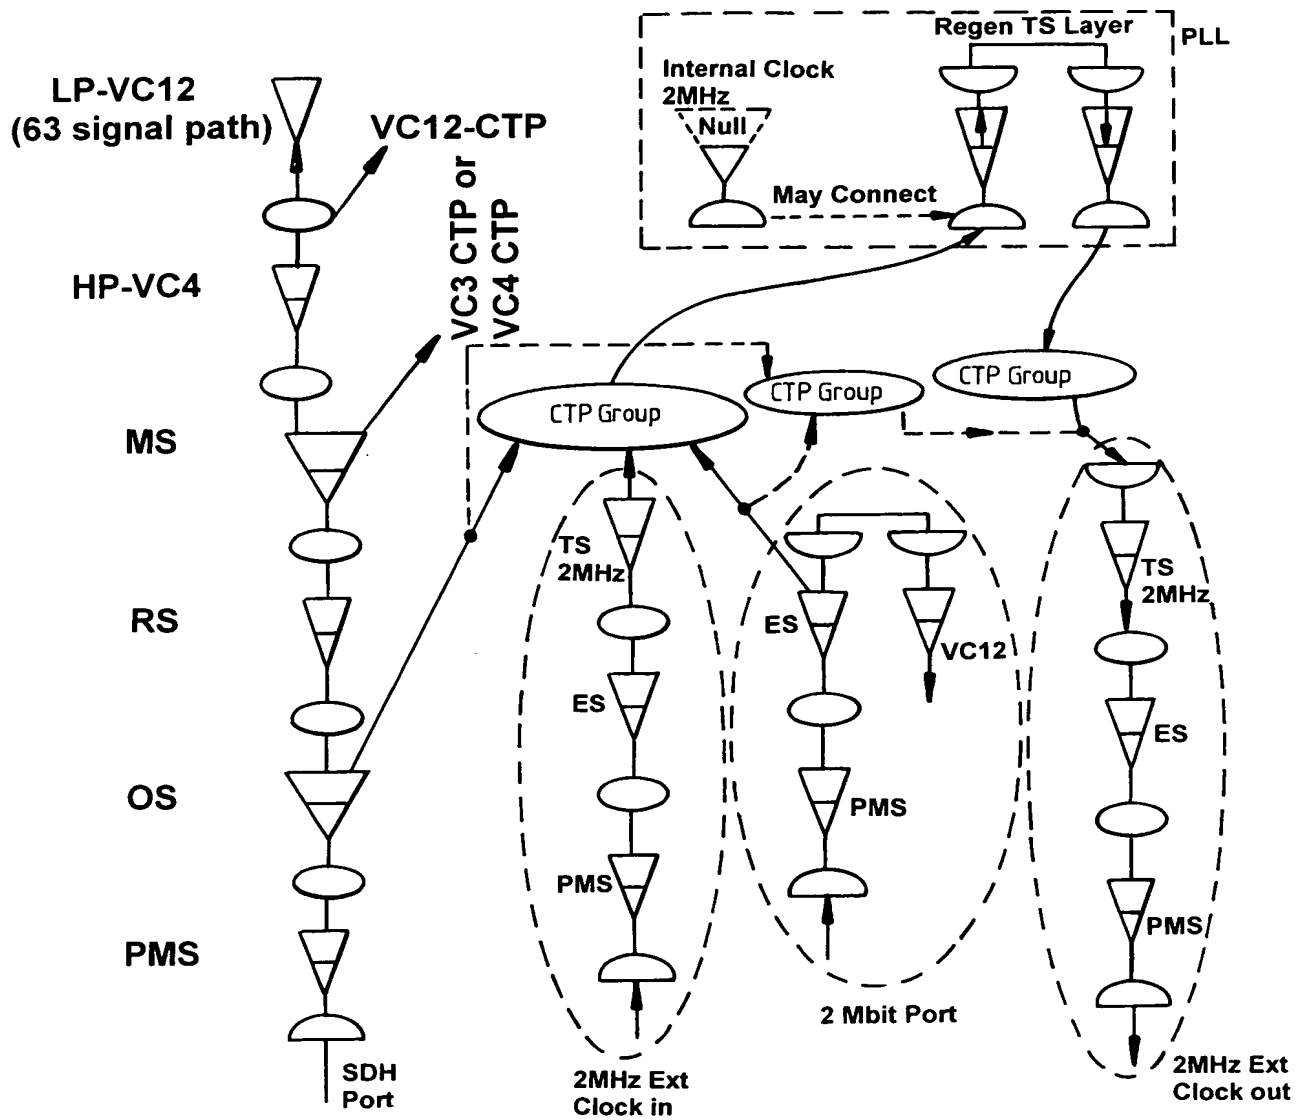 Regen TS Layer
PLL
Internal Clock
2MHz
Null
May Connect
LP-VC12
(63 signal path)
VC12-CTP
VC3 CTP or
VC4 CTP
HP-VC4
CTP Group
CTP Group
CTP Group
MS
TS
2MHz
TS
2MHz
RS
ES
VC12
ES
ES
OS
PMS
PMS
PMS
PMS
2 Mbit Port
SDH
Port
2MHz Ext
Clock in
2MHz Ext
Clock out